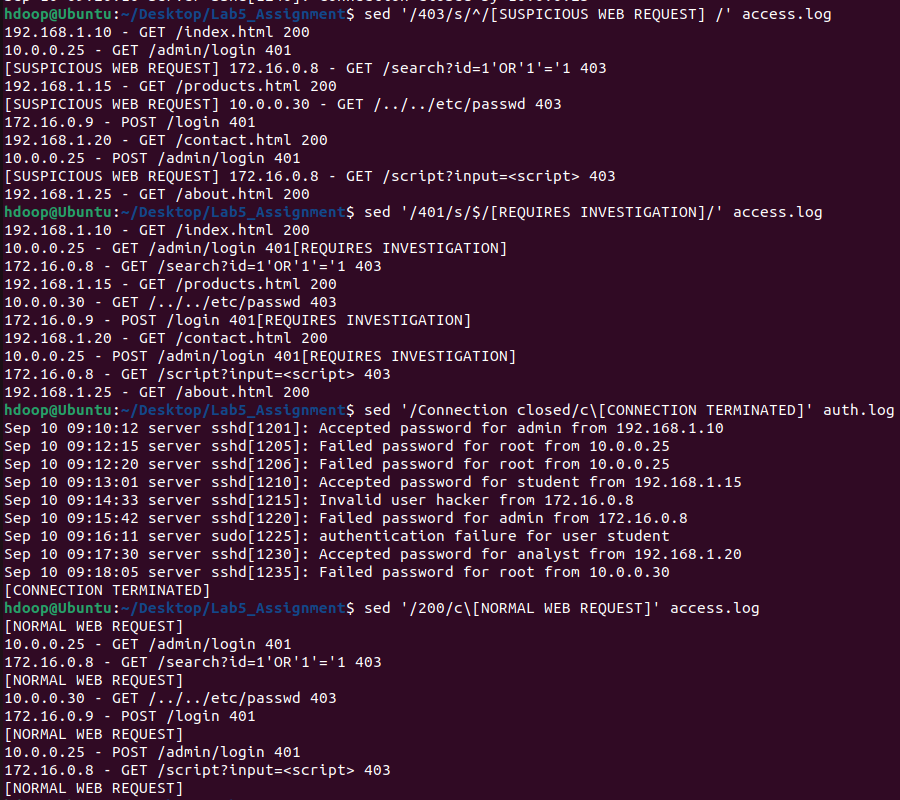 hdoop@Ubuntu:~/Desktop/Lab5_Assignment$ sed '/403/s/^/[SUSPICIOUS WEB REQUEST] /' access.log
192.168.1.10 - GET /index.html 200
10.0.0.25 - GET /admin/login 401
[SUSPICIOUS WEB REQUEST] 172.16.0.8 - GET /search?id=1'OR'1'='1 403
192.168.1.15 - GET /products.html 200
[SUSPICIOUS WEB REQUEST] 10.0.0.30 - GET /../../etc/passwd 403
172.16.0.9 - POST /login 401
192.168.1.20 - GET /contact.html 200
10.0.0.25 - POST /admin/login 401
[SUSPICIOUS WEB REQUEST] 172.16.0.8 - GET /script?input=<script> 403
192.168.1.25 - GET /about.html 200
hdoop@Ubuntu:~/Desktop/Lab5_Assignment$ sed '/401/s/$/[REQUIRES INVESTIGATION]/' access.log
192.168.1.10 - GET /index.html 200
10.0.0.25 - GET /admin/login 401[REQUIRES INVESTIGATION]
172.16.0.8 - GET /search?id=1'OR'1'='1 403
192.168.1.15 - GET /products.html 200
10.0.0.30 - GET /../../etc/passwd 403
172.16.0.9 - POST /login 401[REQUIRES INVESTIGATION]
192.168.1.20 - GET /contact.html 200
10.0.0.25 - POST /admin/login 401[REQUIRES INVESTIGATION]
172.16.0.8 - GET /script?input=<script> 403
192.168.1.25 - GET /about.html 200
hdoop@Ubuntu:~/Desktop/Lab5_Assignment$ sed '/Connection closed/c\[CONNECTION TERMINATED]' auth.log
Sep 10 09:10:12 server sshd[1201]: Accepted password for admin from 192.168.1.10
Sep 10 09:12:15 server sshd[1205]: Failed password for root from 10.0.0.25
Sep 10 09:12:20 server sshd[1206]: Failed password for root from 10.0.0.25
Sep 10 09:13:01 server sshd[1210]: Accepted password for student from 192.168.1.15
Sep 10 09:14:33 server sshd[1215]: Invalid user hacker from 172.16.0.8
Sep 10 09:15:42 server sshd[1220]: Failed password for admin from 172.16.0.8
Sep 10 09:16:11 server sudo[1225]: authentication failure for user student
Sep 10 09:17:30 server sshd[1230]: Accepted password for analyst from 192.168.1.20
Sep 10 09:18:05 server sshd[1235]: Failed password for root from 10.0.0.30
[CONNECTION TERMINATED]
hdoop@Ubuntu:~/Desktop/Lab5_Assignment$ sed '/200/c\[NORMAL WEB REQUEST]' access.log
[NORMAL WEB REQUEST]
10.0.0.25 - GET /admin/login 401
172.16.0.8 - GET /search?id=1'OR'1'='1 403
[NORMAL WEB REQUEST]
10.0.0.30 - GET /../../etc/passwd 403
172.16.0.9 - POST /login 401
[NORMAL WEB REQUEST]
10.0.0.25 - POST /admin/login 401
172.16.0.8 - GET /script?input=<script> 403
[NORMAL WEB REQUEST]